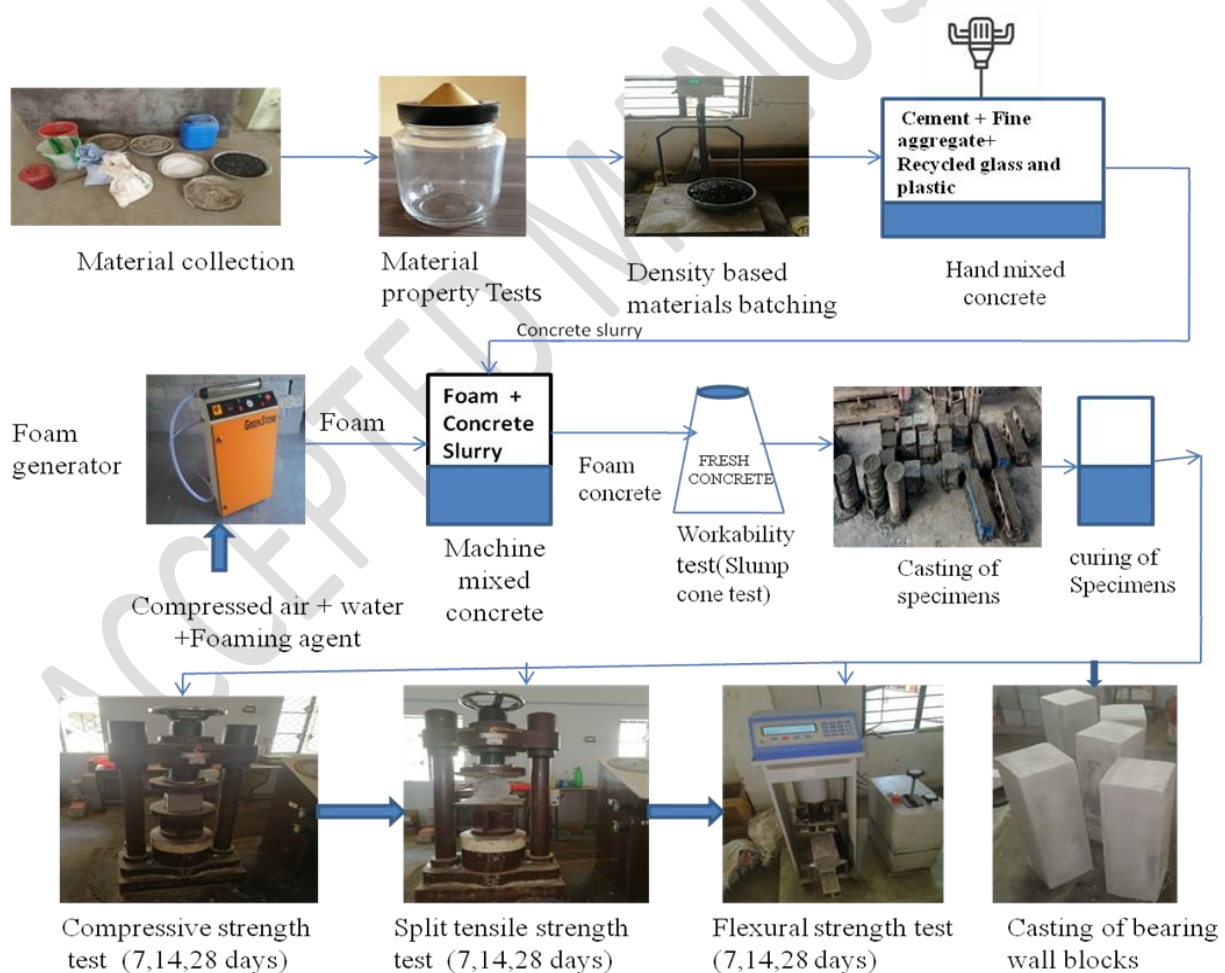 ACCEPTED MANUS
Cement + Fine
aggregate+
Recycled glass and
plastic
Material collection
Material
property Tests
Density based
materials batching
Hand mixed
concrete
Concrete slurry
Foam
generator
GREENSTONE
Foam
Foam +
Concrete
Slurry
Foam
concrete
FRESH
CONCRETE
Machine
mixed
concrete
Workability
test(Slump
cone test)
Casting of
specimens
curing of
Specimens
Compressed air + water
+Foaming agent
Compressive strength
test (7,14,28 days)
Split tensile strength
test (7,14,28 days)
Flexural strength test
(7,14,28 days)
Casting of bearing
wall blocks